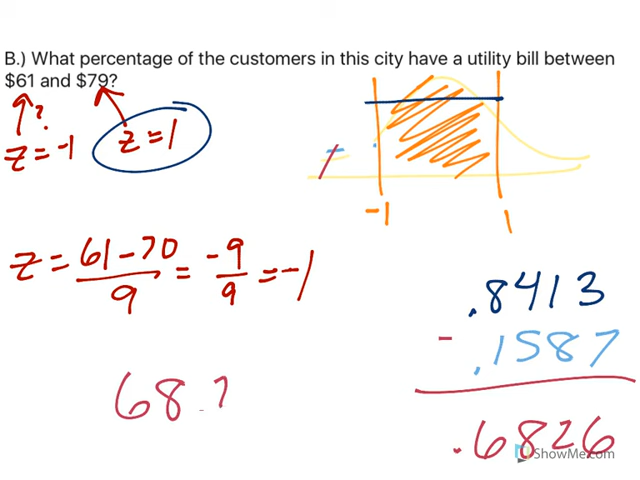 B.) What percentage of the customers in this city have a utility bill between
$61 and $79?
?
z = -1
z = 1
-1
1
z = 61 - 70 / 9 = -9 / 9 = -1
.8413
- .1587
.6826
68.
ShowMe.com